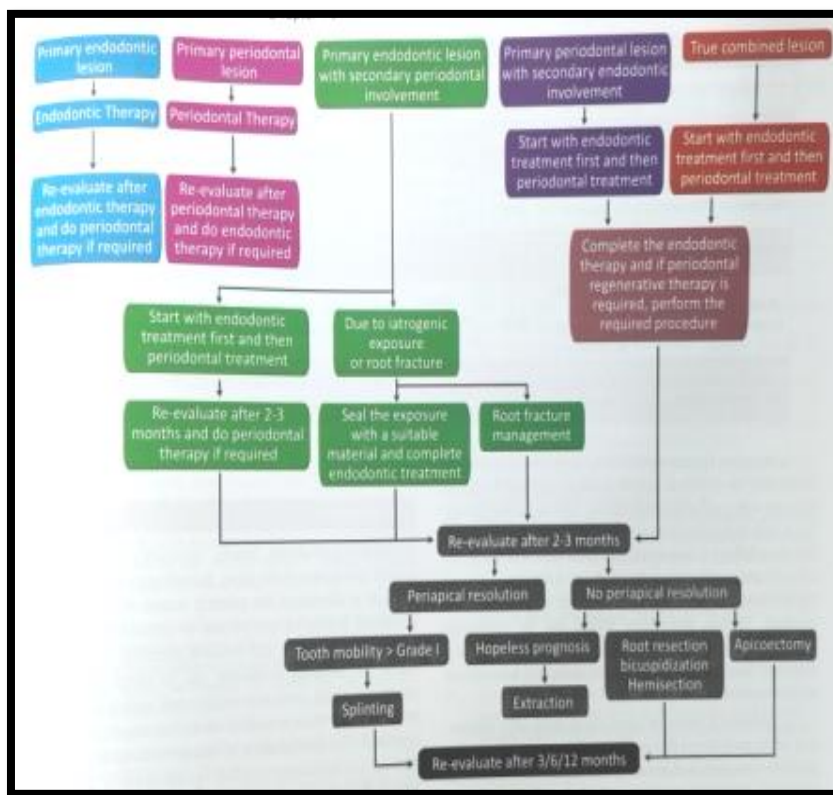 Primary endodontic
lesion
Primary periodontal
lesion
Primary endodontic lesion
with secondary periodontal
involvement
Primary periodontal lesion
with secondary endodontic
involvement
True combined lesion
Endodontic Therapy
Periodontal Therapy
Start with endodontic
treatment first and then
periodontal treatment
Start with endodontic
treatment first and then
periodontal treatment
Re-evaluate after
endodontic therapy
and do periodontal
therapy if required
Re-evaluate after
periodontal therapy
and do endodontic
therapy if required
Complete the endodontic
therapy and if periodontal
regenerative therapy is
required, perform the
required procedure
Start with endodontic
treatment first and then
periodontal treatment
Due to iatrogenic
exposure
or root fracture
Re-evaluate after 2-3
months and do periodontal
therapy if required
Seal the exposure
with a suitable
material and complete
endodontic treatment
Root fracture
management
Re-evaluate after 2-3 months
Periapical resolution
No periapical resolution
Tooth mobility > Grade I
Hopeless prognosis
Root resection
bicuspidization
Hemisection
Apicoectomy
Splinting
Extraction
Re-evaluate after 3/6/12 months